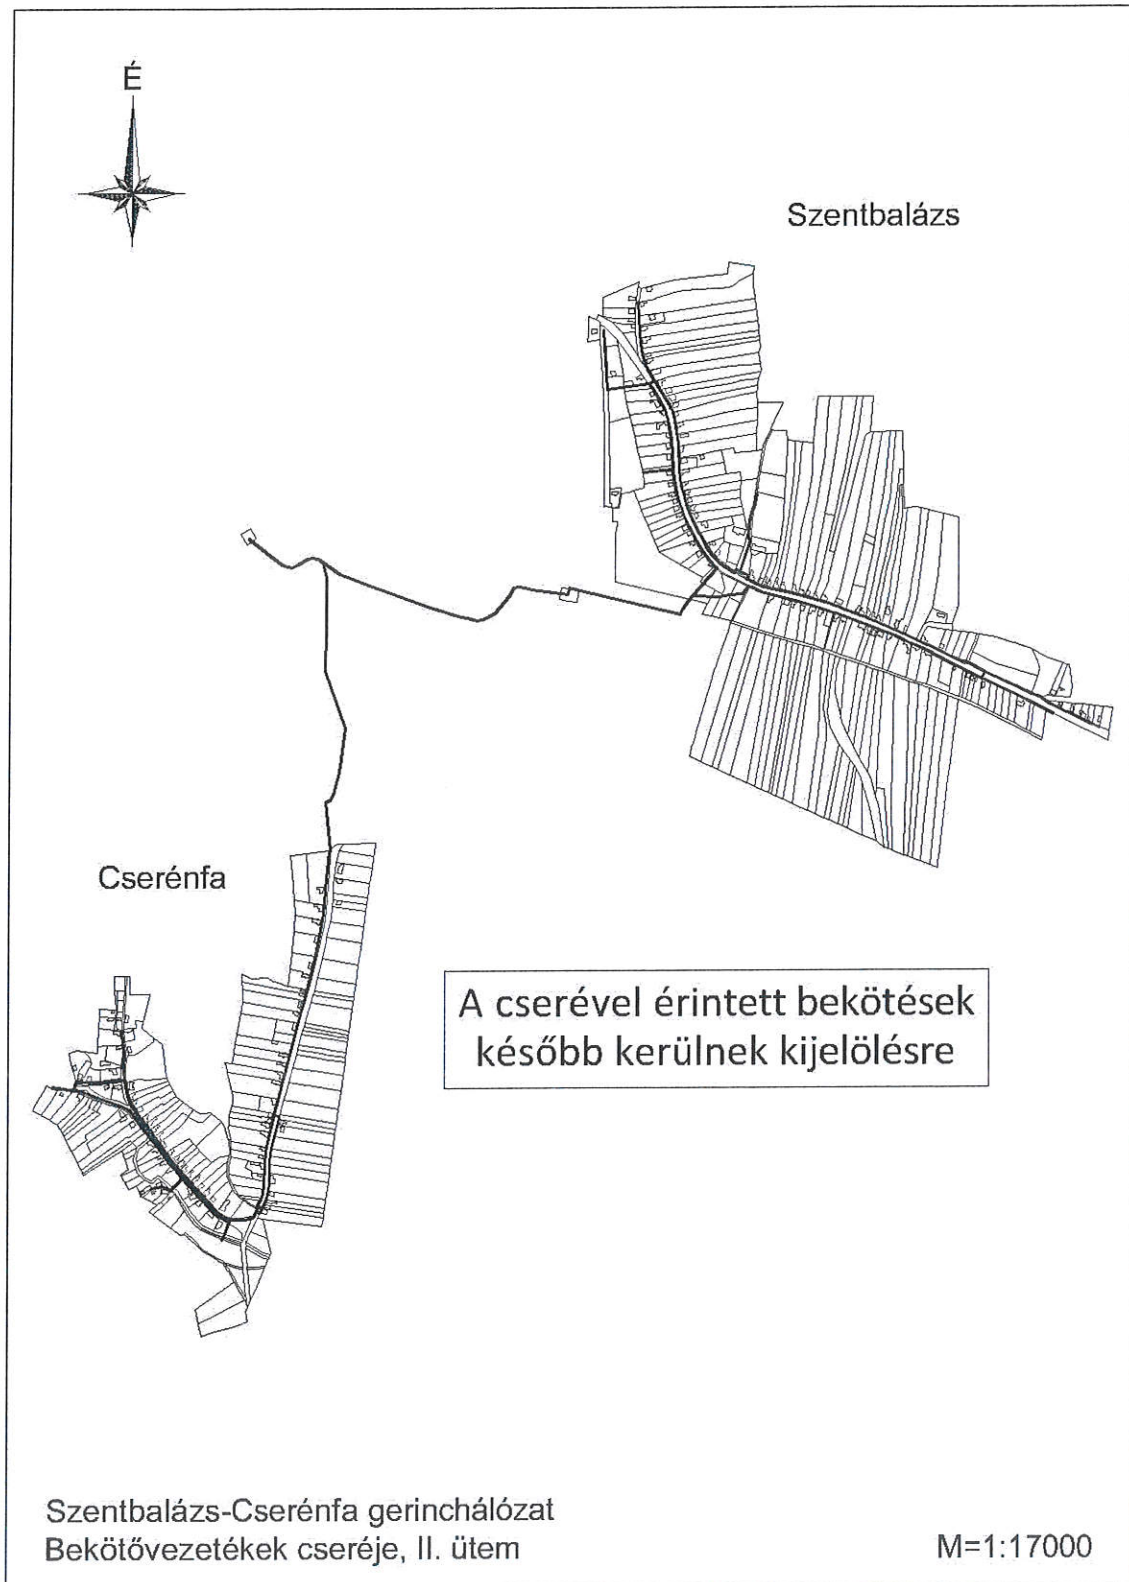 É
Szentbalázs
Cserénfa
A cserével érintett bekötések
később kerülnek kijelölésre
Szentbalázs-Cserénfa gerinchálózat
Bekötővezetékek cseréje, II. ütem
M=1:17000